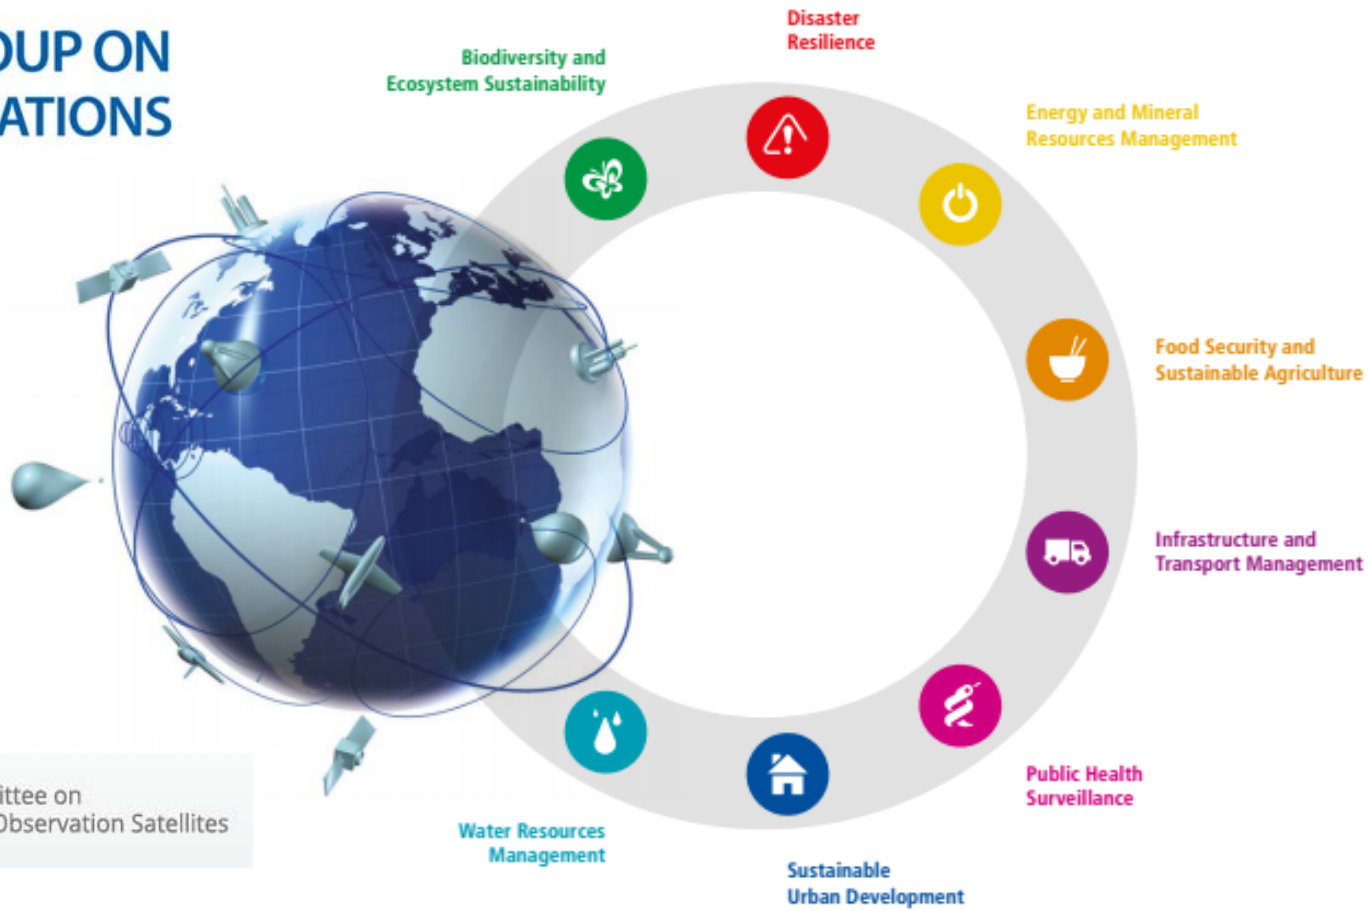 OUP ON
ATIONS
Disaster
Resilience
Biodiversity and
Ecosystem Sustainability
Energy and Mineral
Resources Management
Food Security and
Sustainable Agriculture
Infrastructure and
Transport Management
Public Health
Surveillance
Sustainable
Urban Development
Water Resources
Management
ittee on
Observation Satellites